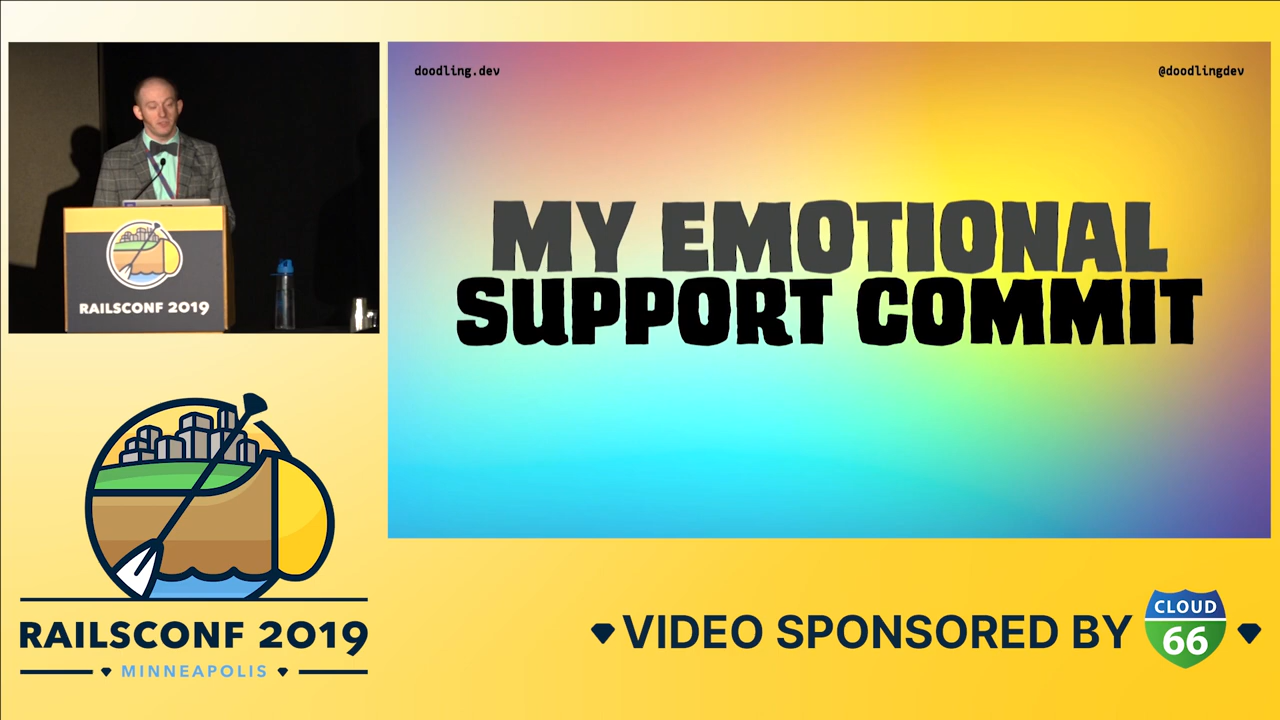 doodling.dev
@doodlingdev
MY EMOTIONAL
SUPPORT COMMIT
RAILSCONF 2019
RAILSCONF 2019
MINNEAPOLIS
VIDEO SPONSORED BY
CLOUD
66